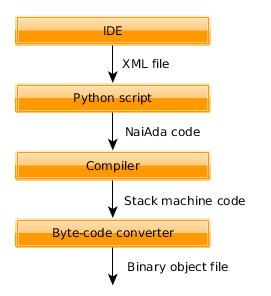 IDE
XML file
Python script
NaiAda code
Compiler
Stack machine code
Byte-code converter
Binary object file